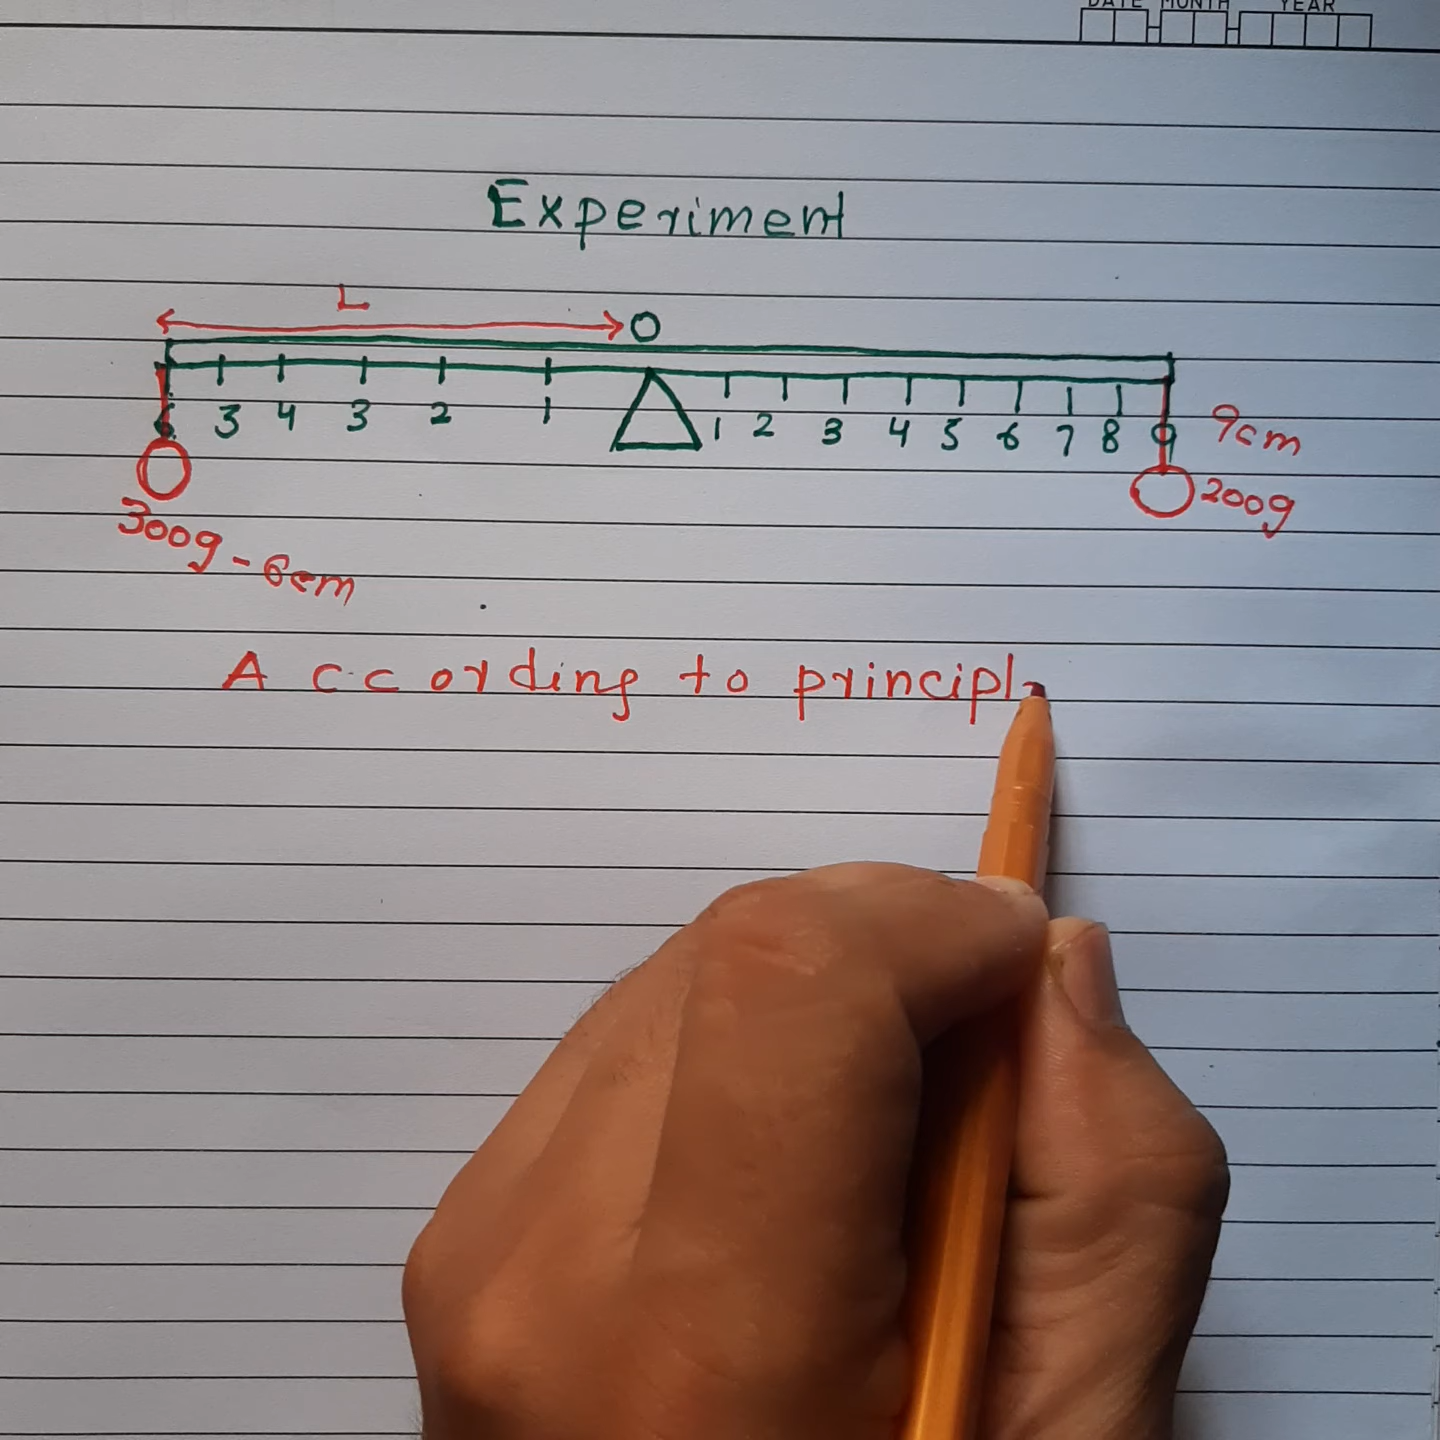 DATE MONTH YEAR
Experiment
L
O
6 3 4 3 2 1 1 2 3 4 5 6 7 8 9 9cm
300g - 6cm
200g
According to principl